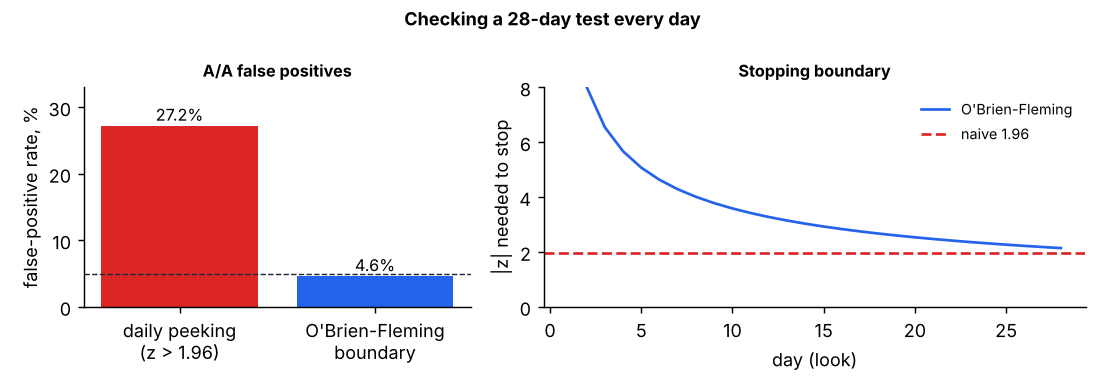 Checking a 28-day test every day
A/A false positives
false-positive rate, %
30
20
10
0
27.2%
4.6%
daily peeking
(z > 1.96)
O'Brien-Fleming
boundary
Stopping boundary
|z| needed to stop
8
6
4
2
0
O'Brien-Fleming
naive 1.96
0
5
10
15
20
25
day (look)